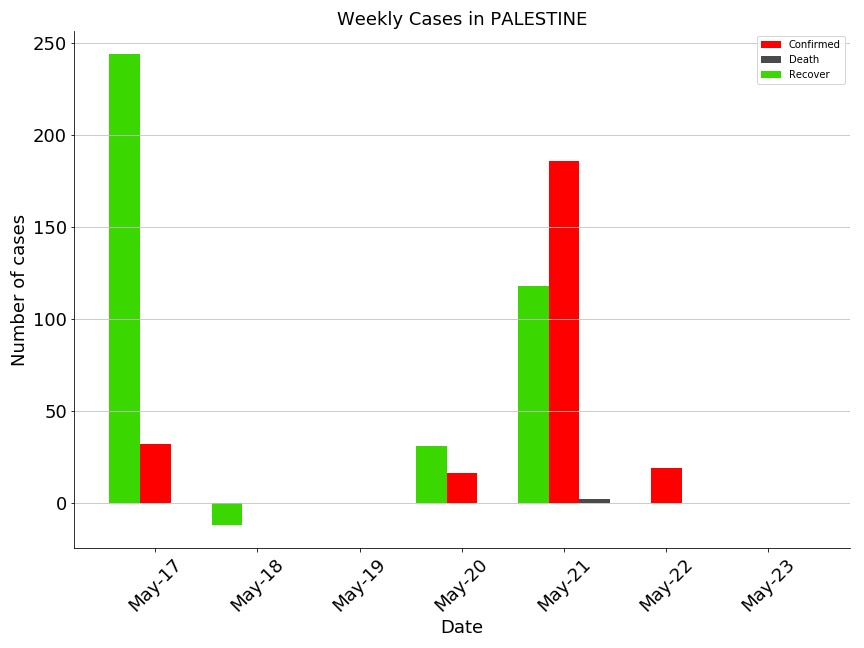 Weekly Cases in PALESTINE
Confirmed
Death
Recover
Number of cases
250
200
150
100
50
0
May-17
May-18
May-19
May-20
May-21
May-22
May-23
Date